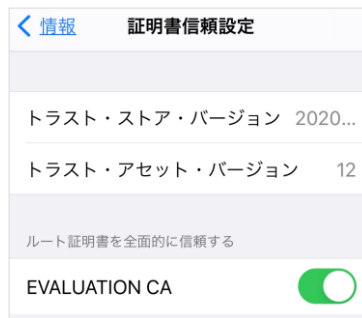 情報 証明書信頼設定
トラスト・ストア・バージョン 2020...
トラスト・アセット・バージョン 12
ルート証明書を全面的に信頼する
EVALUATION CA